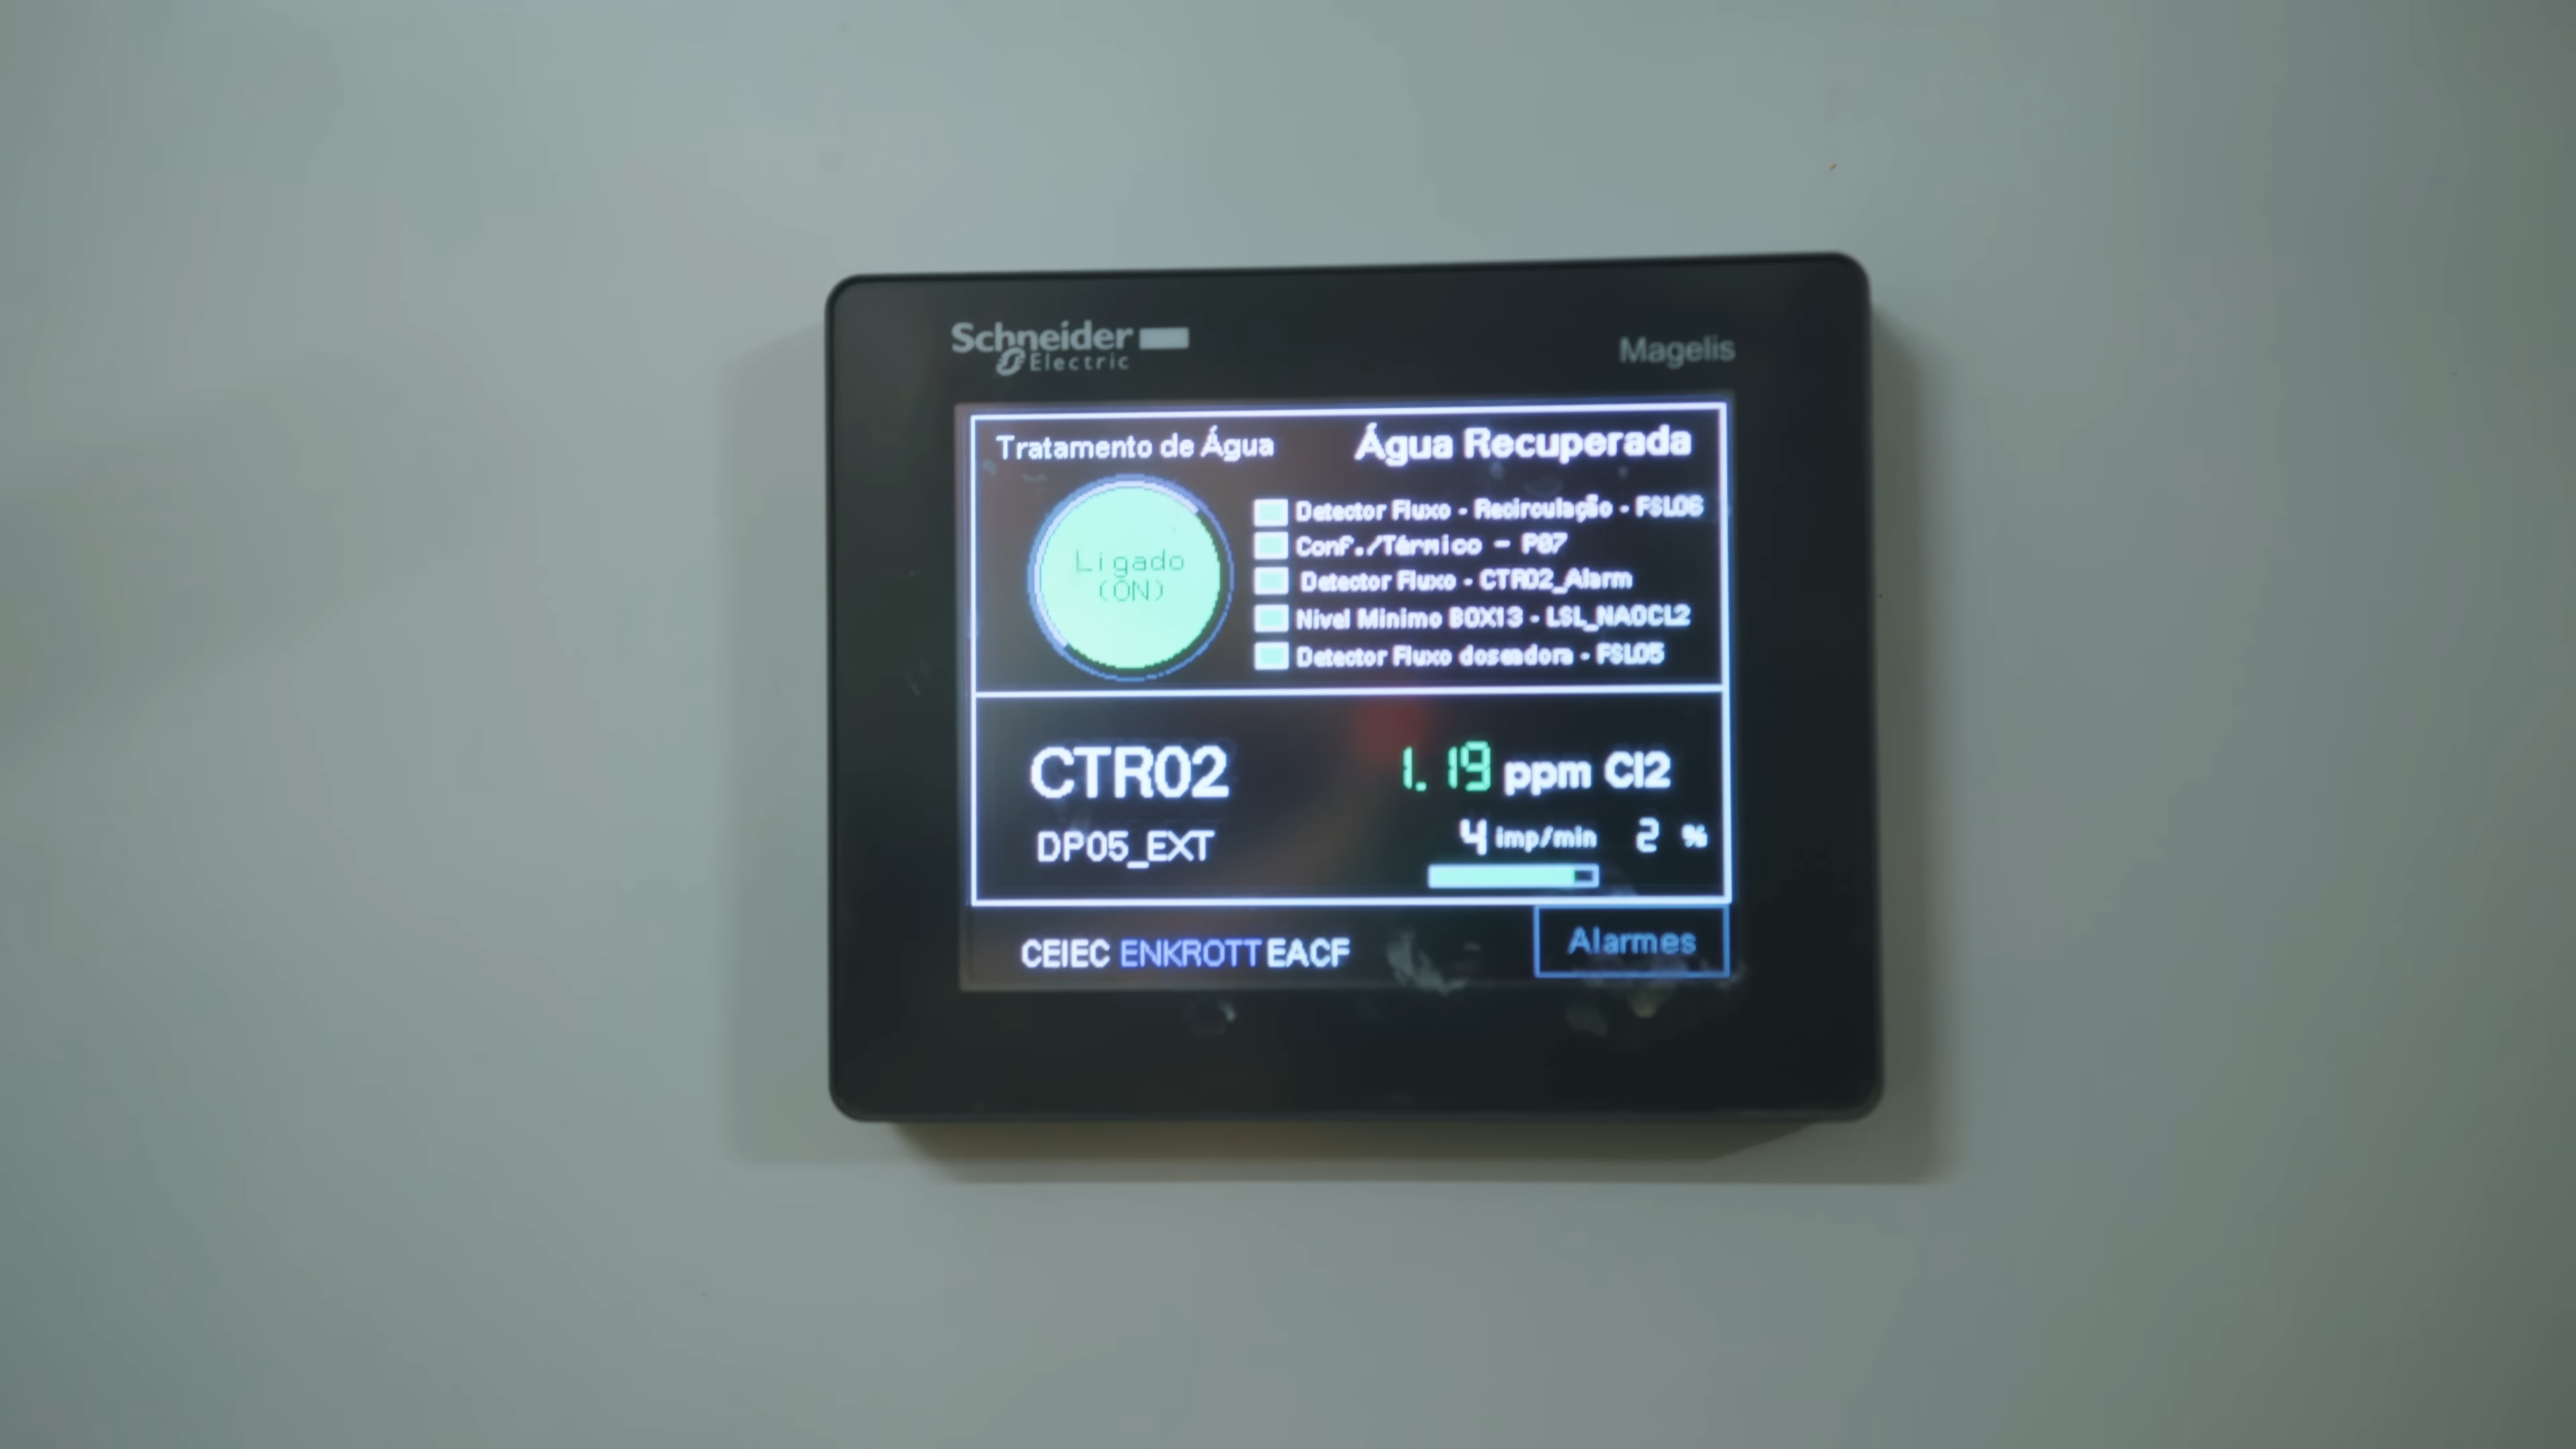 Schneider
Electric
Magelis
Tratamento de Água
Água Recuperada
Ligado
(ON)
Detector Fluxo - Recirculação - FSL06
Conf./Térmico - P07
Detector Fluxo - CTR02_Alarm
Nivel Minimo BOX13 - LSL_NAOCL2
Detector Fluxo doseadora - FSL05
CTR02
1.19 ppm Cl2
DP05_EXT
4 imp/min 2 %
CEIEC ENKROTT EACF
Alarmes